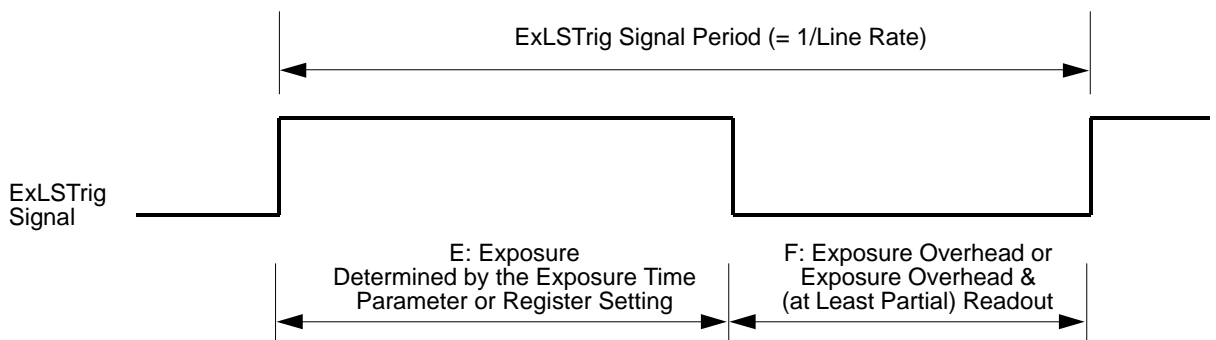 ExLSTrig Signal Period (= 1/Line Rate)
ExLSTrig
Signal
E: Exposure
Determined by the Exposure Time
Parameter or Register Setting
F: Exposure Overhead or
Exposure Overhead &
(at Least Partial) Readout